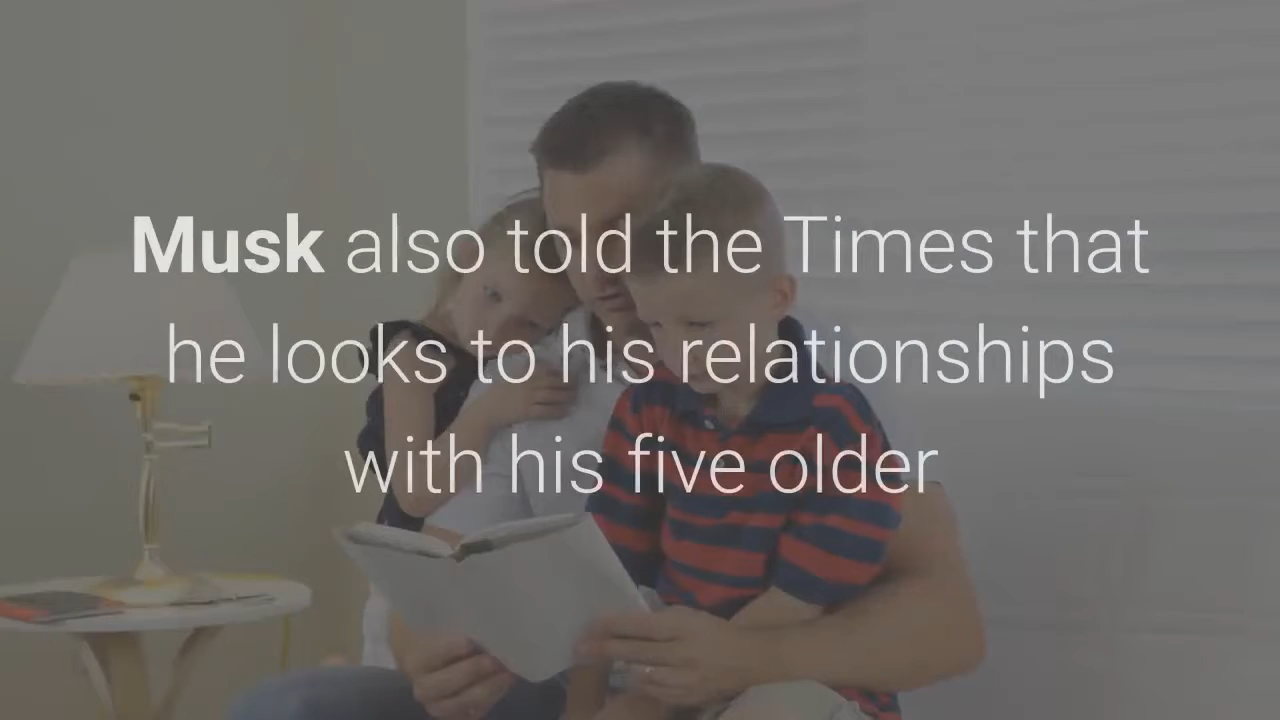 Musk also told the Times that
he looks to his relationships
with his five older